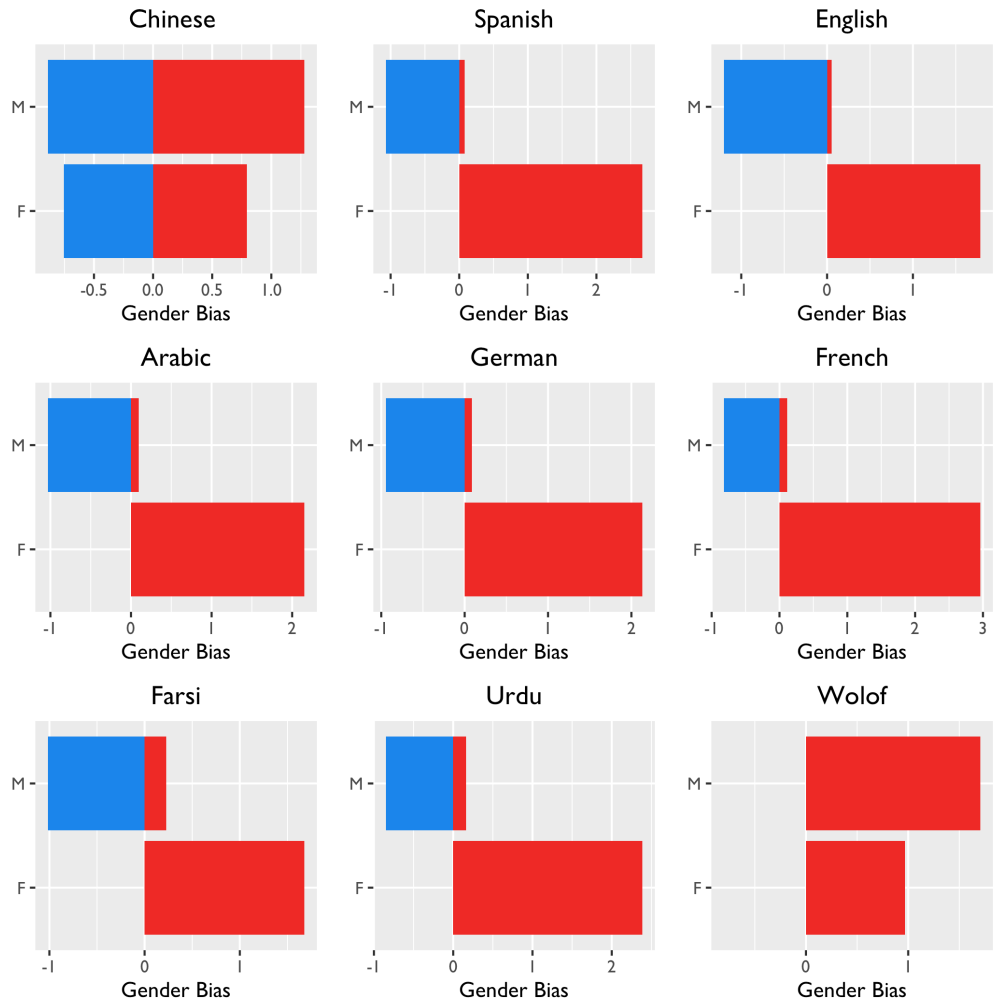 Chinese Spanish English
M M M
F F F
-0.5 0.0 0.5 1.0 -1 0 1 2 -1 0 1
Gender Bias Gender Bias Gender Bias
Arabic German French
M M M
F F F
-1 0 1 2 -1 0 1 2 -1 0 1 2 3
Gender Bias Gender Bias Gender Bias
Farsi Urdu Wolof
M M M
F F F
-1 0 1 -1 0 1 2 0 1
Gender Bias Gender Bias Gender Bias